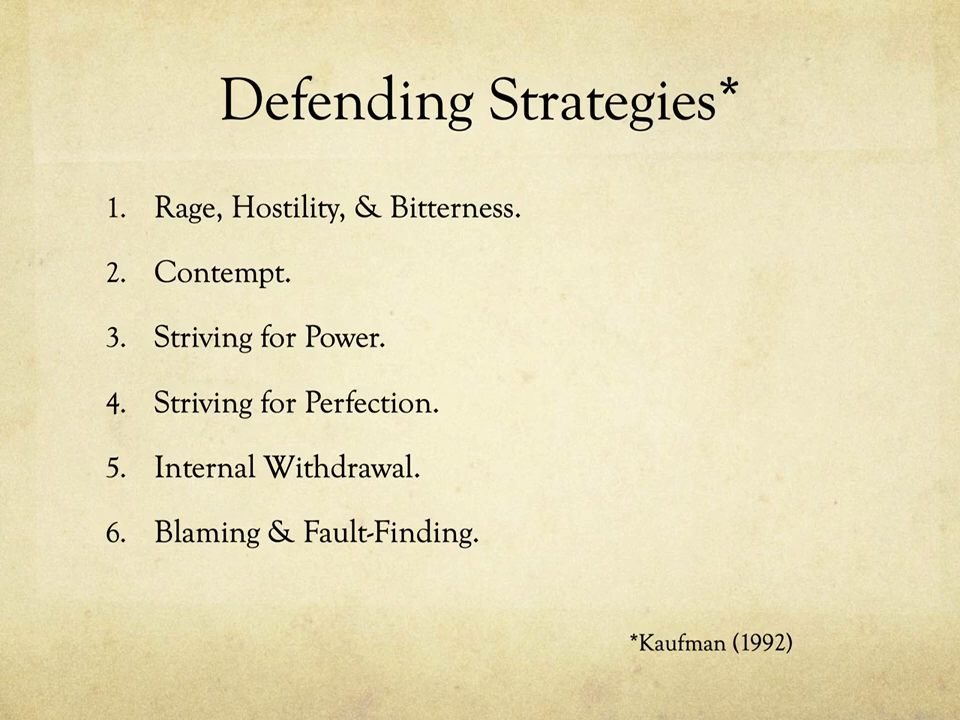 Defending Strategies*
1. Rage, Hostility, & Bitterness.
2. Contempt.
3. Striving for Power.
4. Striving for Perfection.
5. Internal Withdrawal.
6. Blaming & Fault-Finding.
*Kaufman (1992)